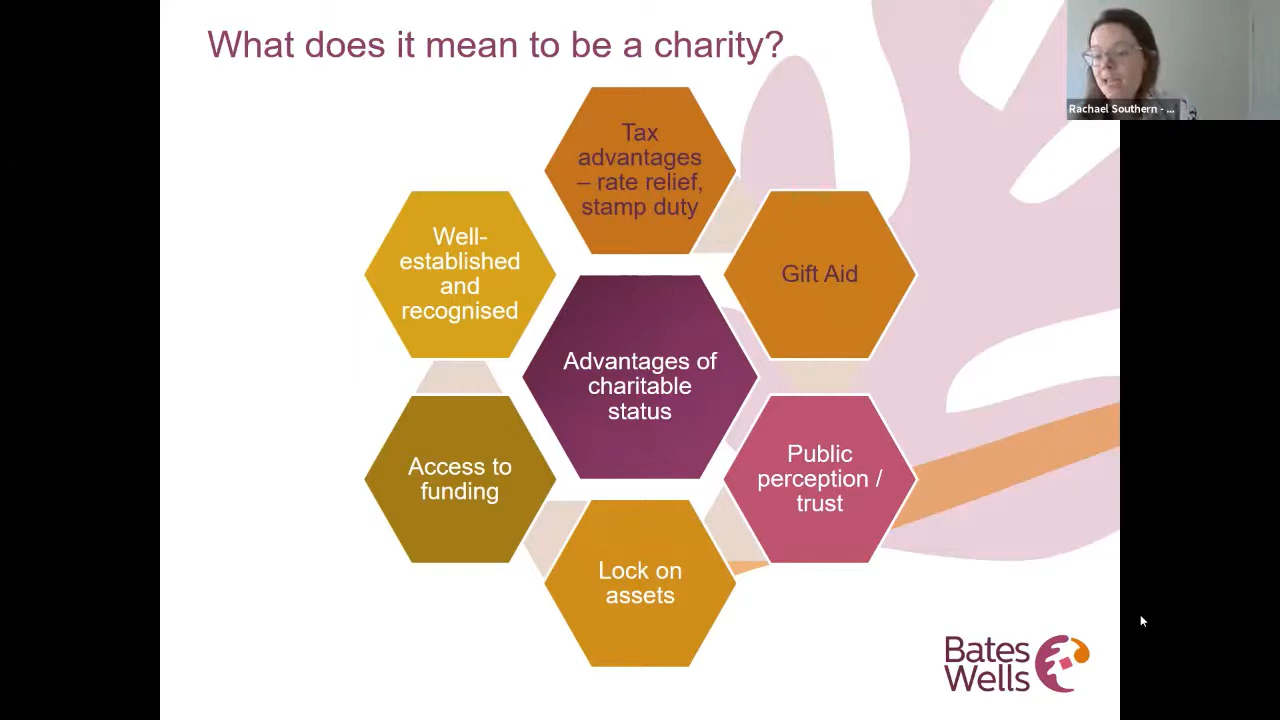 What does it mean to be a charity?
Rachael Southern - ...
Tax
advantages
– rate relief,
stamp duty
Gift Aid
Public
perception /
trust
Lock on
assets
Access to
funding
Well-
established
and
recognised
Advantages of
charitable
status
Bates
Wells